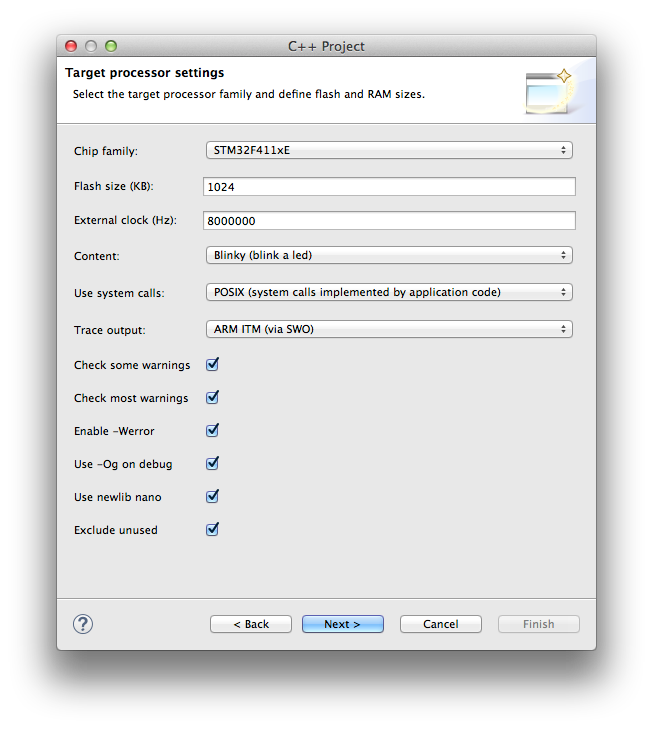 C++ Project
Target processor settings
Select the target processor family and define flash and RAM sizes.
Chip family: STM32F411xE
Flash size (KB): 1024
External clock (Hz): 8000000
Content: Blinky (blink a led)
Use system calls: POSIX (system calls implemented by application code)
Trace output: ARM ITM (via SWO)
Check some warnings
Check most warnings
Enable -Werror
Use -Og on debug
Use newlib nano
Exclude unused
? < Back Next > Cancel Finish